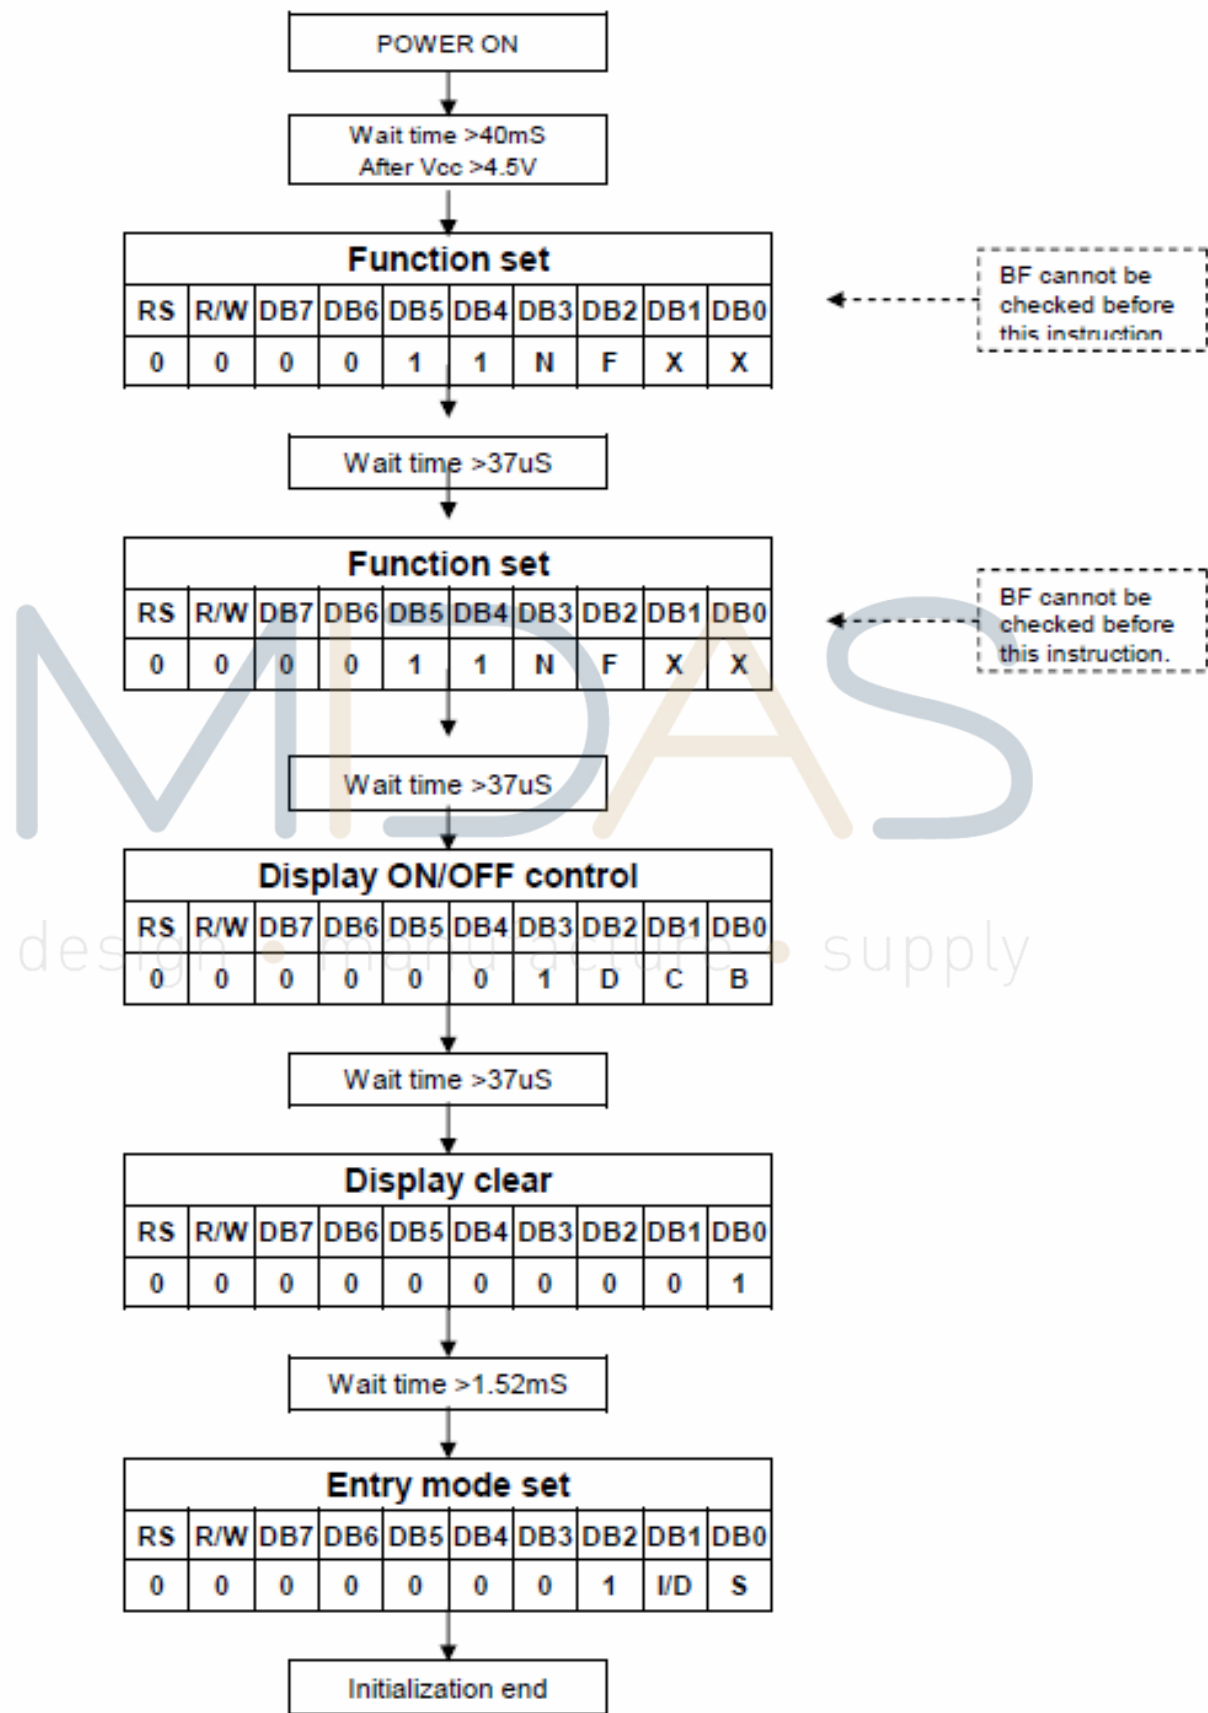 POWER ON
Wait time >40mS
After Vcc >4.5V
Function set
RS R/W DB7 DB6 DB5 DB4 DB3 DB2 DB1 DB0
0 0 0 0 1 1 N F X X
BF cannot be
checked before
this instruction
Wait time >37uS
Function set
RS R/W DB7 DB6 DB5 DB4 DB3 DB2 DB1 DB0
0 0 0 0 1 1 N F X X
BF cannot be
checked before
this instruction.
MIDAS
Wait time >37uS
Display ON/OFF control
RS R/W DB7 DB6 DB5 DB4 DB3 DB2 DB1 DB0
design • manufacture • supply
0 0 0 0 0 0 1 D C B
Wait time >37uS
Display clear
RS R/W DB7 DB6 DB5 DB4 DB3 DB2 DB1 DB0
0 0 0 0 0 0 0 0 0 1
Wait time >1.52mS
Entry mode set
RS R/W DB7 DB6 DB5 DB4 DB3 DB2 DB1 DB0
0 0 0 0 0 0 0 1 I/D S
Initialization end